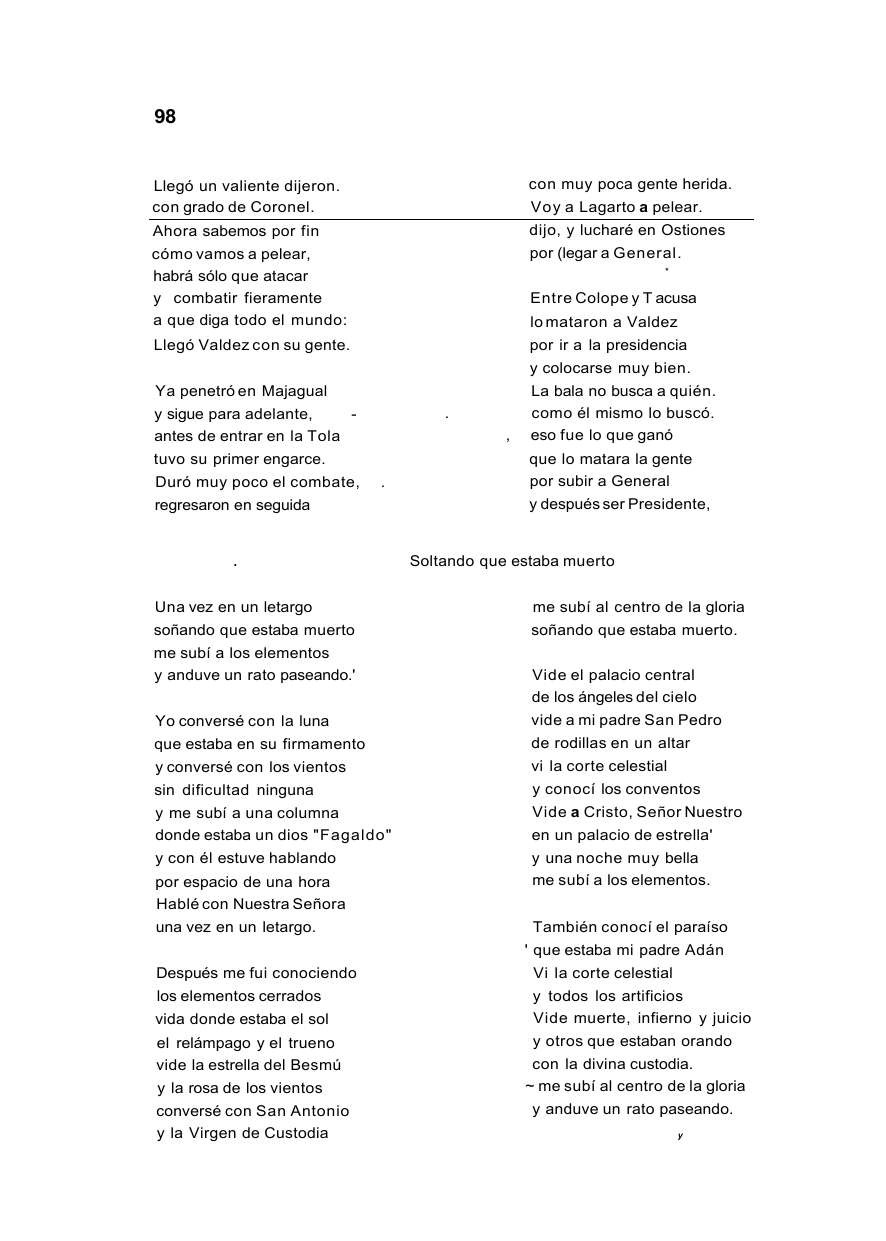 98
Llegó un valiente dijeron.
con grado de Coronel.
Ahora sabemos por fin
cómo vamos a pelear,
habrá sólo que atacar
y combatir fieramente
a que diga todo el mundo:
Llegó Valdez con su gente.
Ya penetró en Majagual
y sigue para adelante, -
antes de entrar en la Tola
tuvo su primer engarce.
Duró muy poco el combate, .
regresaron en seguida
con muy poca gente herida.
Voy a Lagarto a pelear.
dijo, y lucharé en Ostiones
por (legar a General.
*
Entre Colope y T acusa
lo mataron a Valdez
por ir a la presidencia
y colocarse muy bien.
La bala no busca a quién.
. como él mismo lo buscó.
, eso fue lo que ganó
que lo matara la gente
por subir a General
y después ser Presidente,
. Soltando que estaba muerto
Una vez en un letargo
soñando que estaba muerto
me subí a los elementos
y anduve un rato paseando.'
Yo conversé con la luna
que estaba en su firmamento
y conversé con los vientos
sin dificultad ninguna
y me subí a una columna
donde estaba un dios "Fagaldo"
y con él estuve hablando
por espacio de una hora
Hablé con Nuestra Señora
una vez en un letargo.
Después me fui conociendo
los elementos cerrados
vida donde estaba el sol
el relámpago y el trueno
vide la estrella del Besmú
y la rosa de los vientos
conversé con San Antonio
y la Virgen de Custodia
me subí al centro de la gloria
soñando que estaba muerto.
Vide el palacio central
de los ángeles del cielo
vide a mi padre San Pedro
de rodillas en un altar
vi la corte celestial
y conocí los conventos
Vide a Cristo, Señor Nuestro
en un palacio de estrella'
y una noche muy bella
me subí a los elementos.
También conocí el paraíso
' que estaba mi padre Adán
Vi la corte celestial
y todos los artificios
Vide muerte, infierno y juicio
y otros que estaban orando
con la divina custodia.
~ me subí al centro de la gloria
y anduve un rato paseando.
y